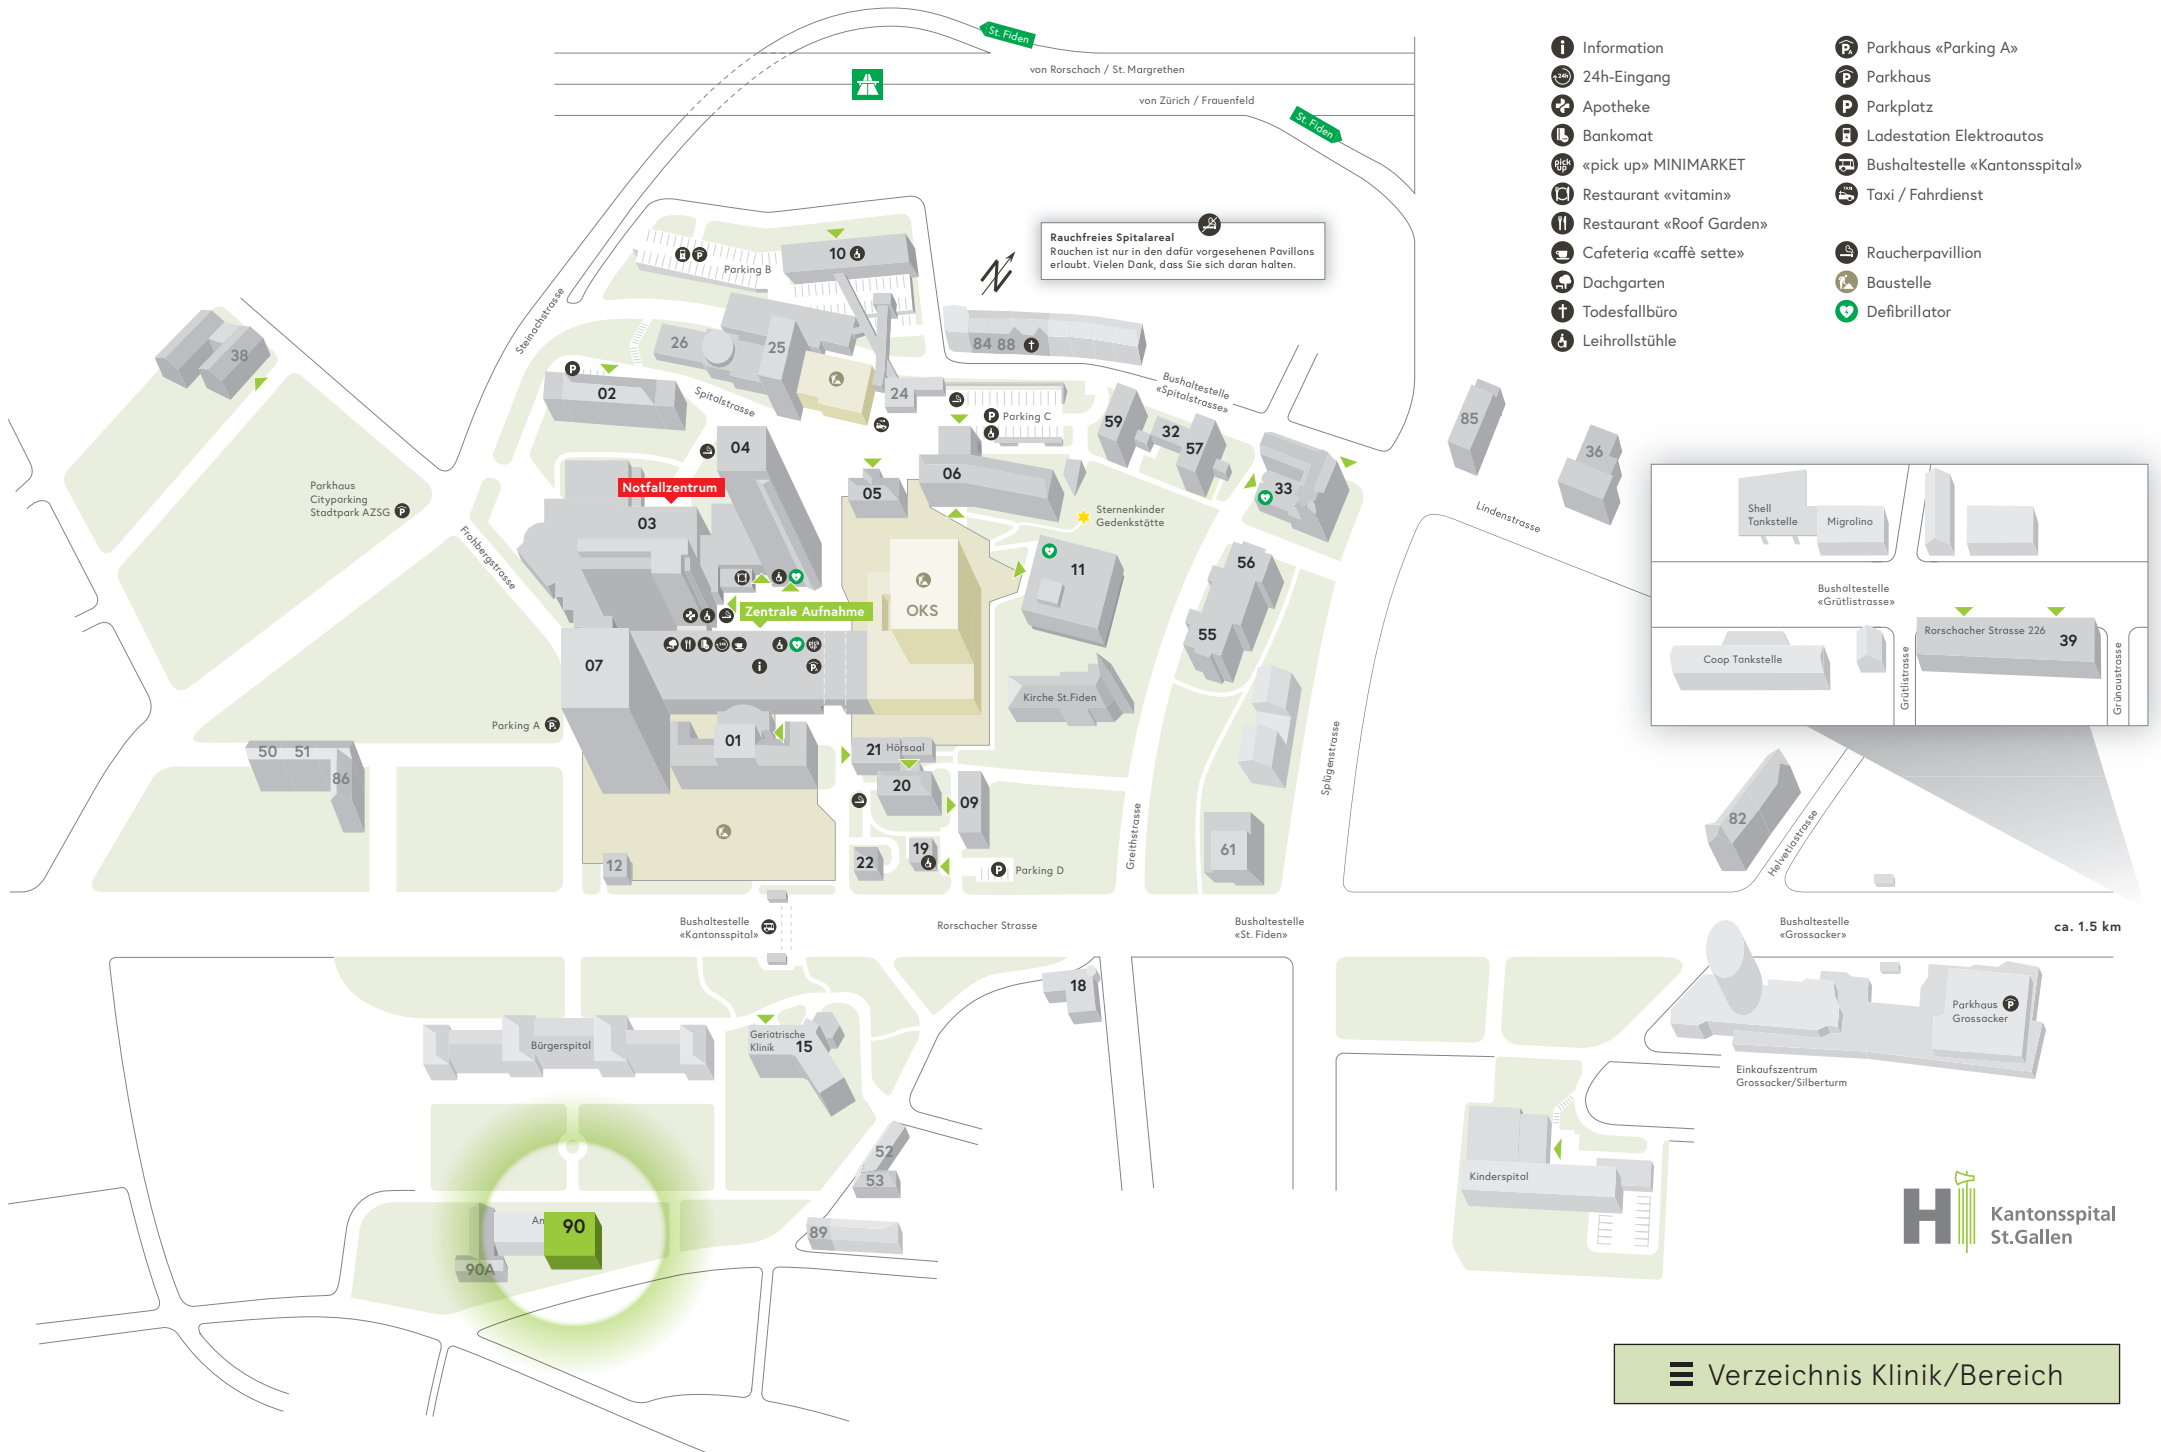 St. Fiden
von Rorschach / St. Margrethen
von Zürich / Frauenfeld
St. Fiden
Information
24h-Eingang
Apotheke
Bankomat
«pick up» MINIMARKET
Restaurant «vitamin»
Restaurant «Roof Garden»
Cafeteria «caffè sette»
Dachgarten
Todesfallbüro
Leihrollstühle
Parkhaus «Parking A»
Parkhaus
Parkplatz
Ladestation Elektroautos
Bushaltestelle «Kantonsspital»
Taxi / Fahrdienst
Raucherpavillion
Baustelle
Defibrillator
Rauchfreies Spitalareal
Rauchen ist nur in den dafür vorgesehenen Pavillons
erlaubt. Vielen Dank, dass Sie sich daran halten.
N
10
Parking B
Steinachstrasse
38
26
25
84 88
02
Spitalstrasse
24
Bushaltestelle
«Spitalstrasse»
Parking C
59
32
57
85
36
04
06
05
33
Lindenstrasse
Notfallzentrum
03
Parkhaus
Cityparking
Stadtpark AZSG
P
Frohbergstrasse
Sternenkinder
Gedenkstätte
11
56
55
OKS
Zentrale Aufnahme
07
Kirche St.Fiden
Parking A
01
21 Hörsaal
20
09
50 51
86
Splügenstrasse
Greithstrasse
61
12
22
19
P
Parking D
Shell
Tankstelle
Migrolino
Bushaltestelle
«Grütlistrasse»
Coop Tankstelle
Grütlistrasse
Rorschacher Strasse 226
39
Grünaustrasse
82
Helvetiastrasse
Bushaltestelle
«Kantonsspital»
Rorschacher Strasse
Bushaltestelle
«St. Fiden»
Bushaltestelle
«Grossacker»
ca. 1.5 km
18
Bürgerspital
Geriatrische
Klinik
15
Parkhaus
Grossacker
Einkaufszentrum
Grossacker/Silberturm
52
53
89
An
90
90A
Kinderspital
Kantonsspital
St.Gallen
Verzeichnis Klinik/Bereich